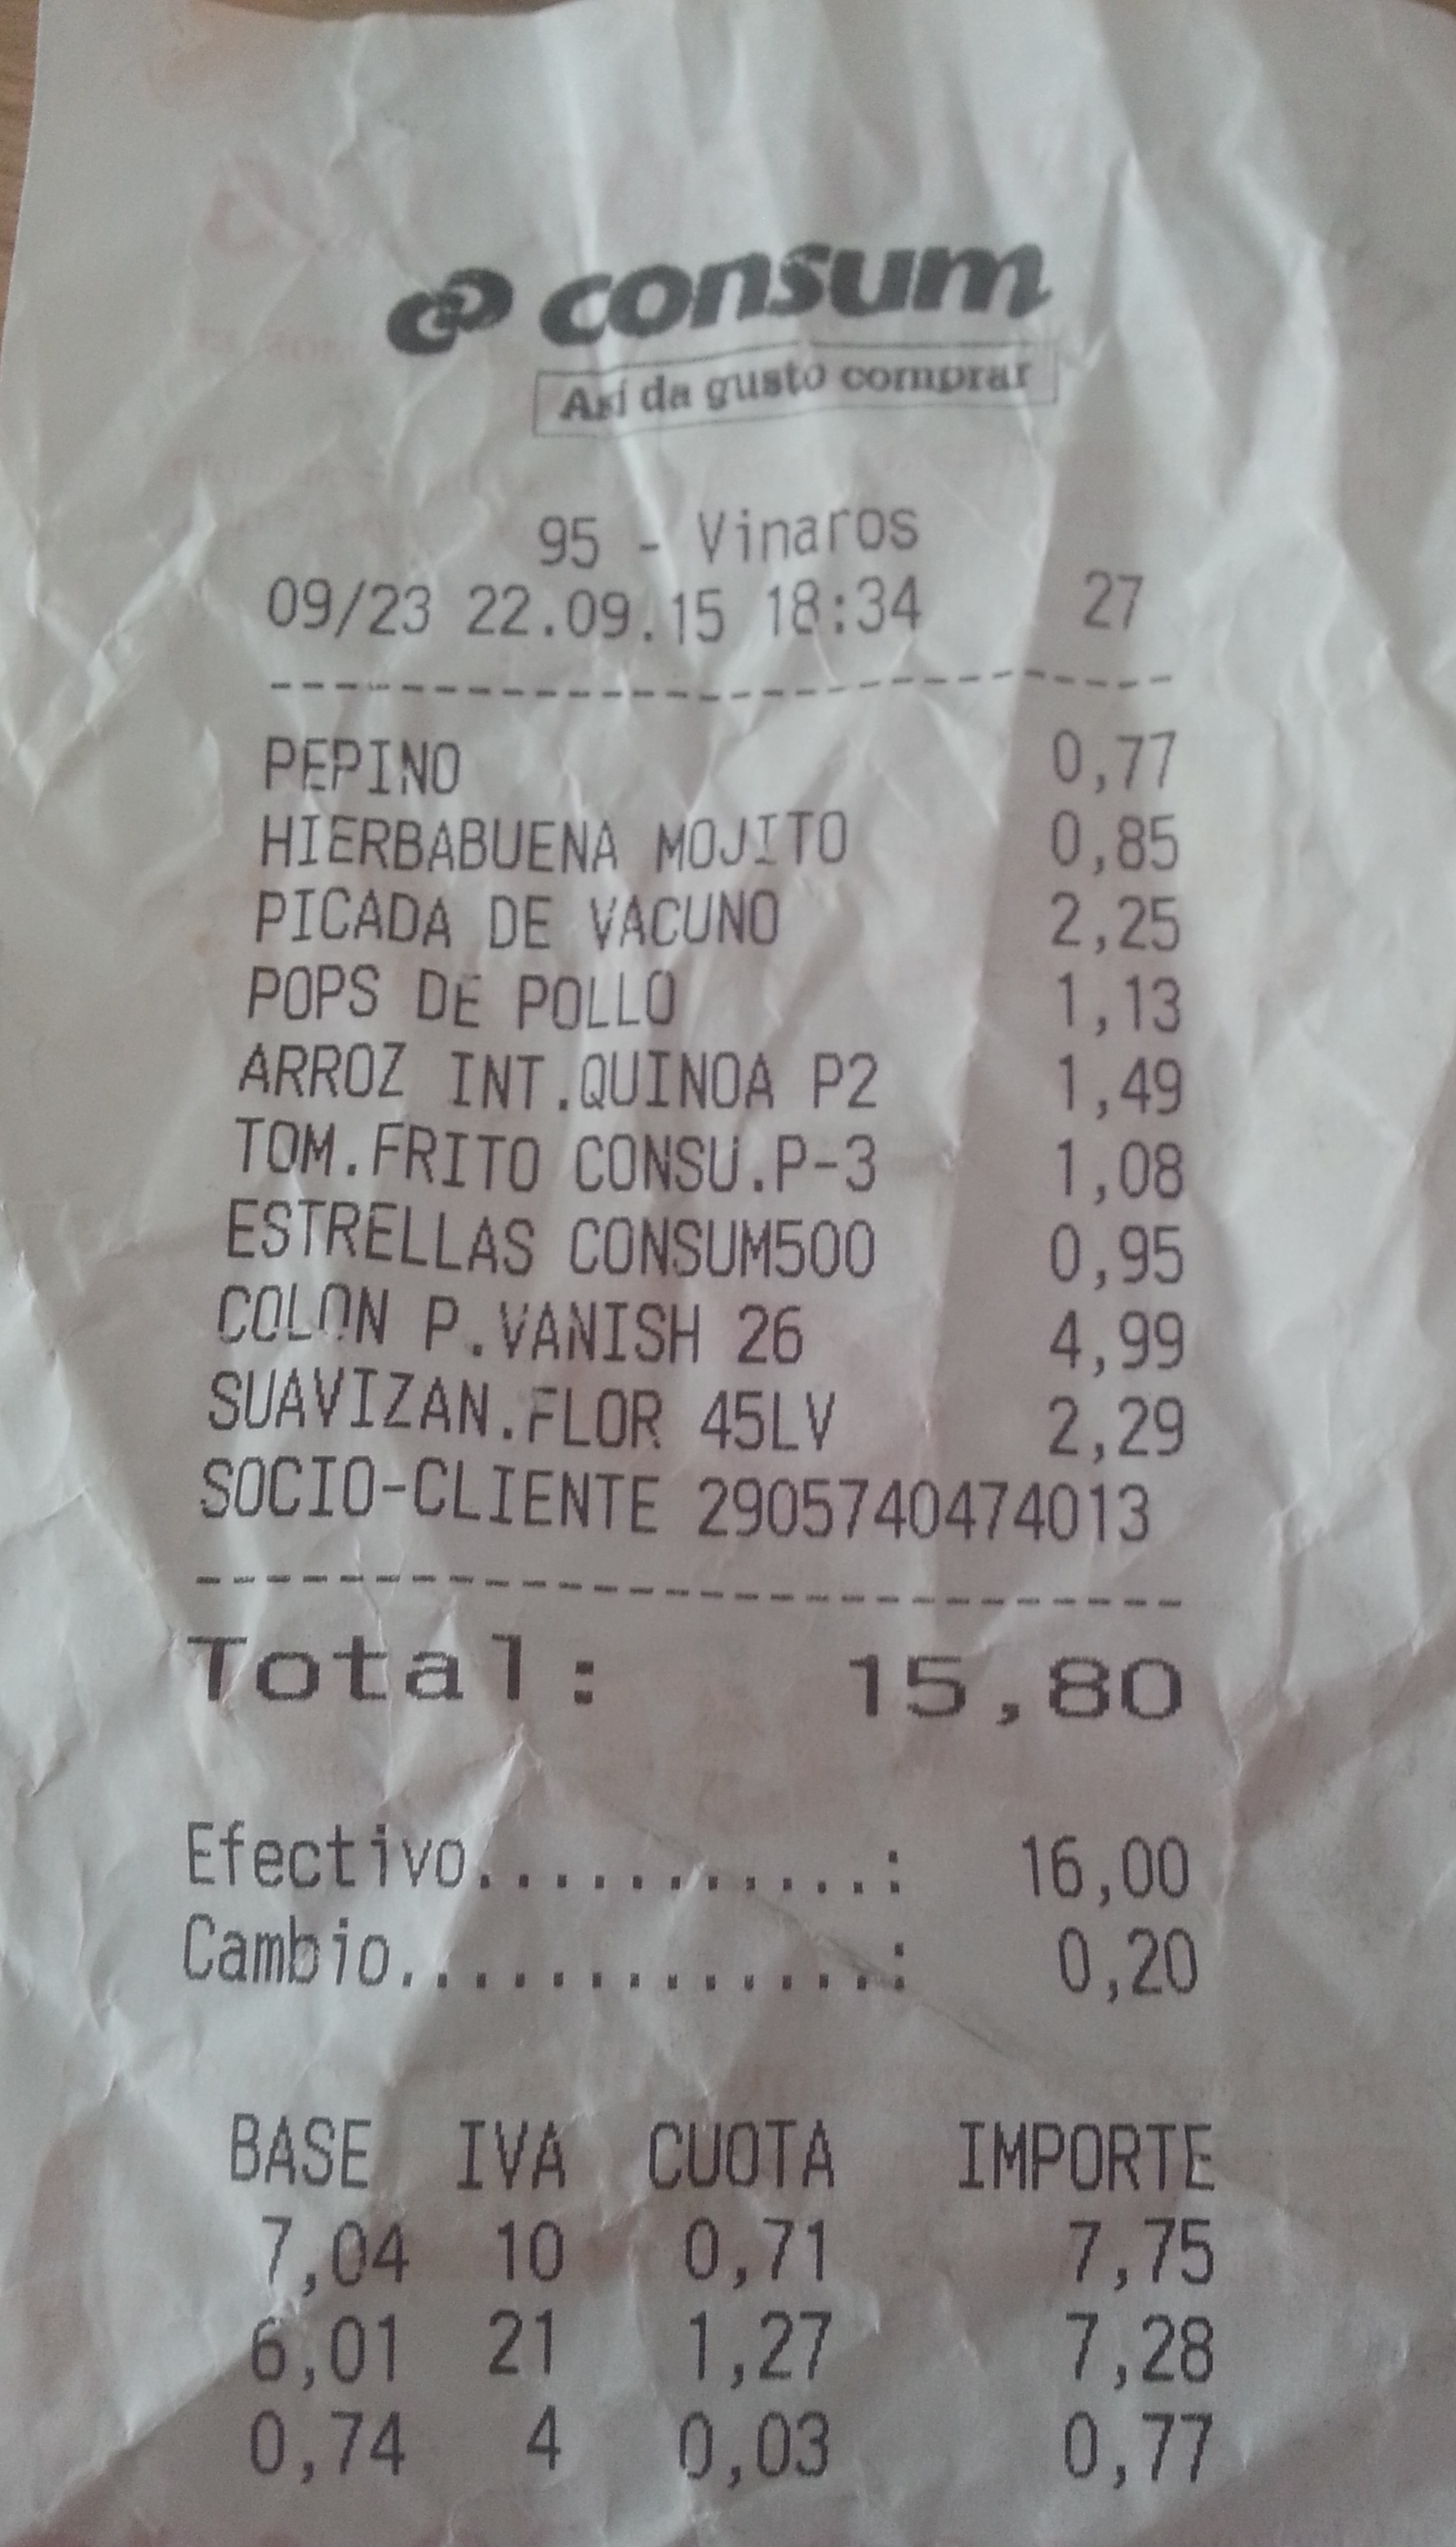 consum
Así da gusto comprar
95 - Vinaros
09/23 22.09.15 18:34 27
PEPINO 0,77
HIERBABUENA MOJITO 0,85
PICADA DE VACUNO 2,25
POPS DE POLLO 1,13
ARROZ INT.QUINOA P2 1,49
TOM.FRITO CONSU.P-3 1,08
ESTRELLAS CONSUM500 0,95
COLON P.VANISH 26 4,99
SUAVIZAN.FLOR 45LV 2,29
SOCIO-CLIENTE 2905740474013
Total: 15,80
Efectivo............: 16,00
Cambio..............: 0,20
BASE IVA CUOTA IMPORTE
7,04 10 0,71 7,75
6,01 21 1,27 7,28
0,74 4 0,03 0,77